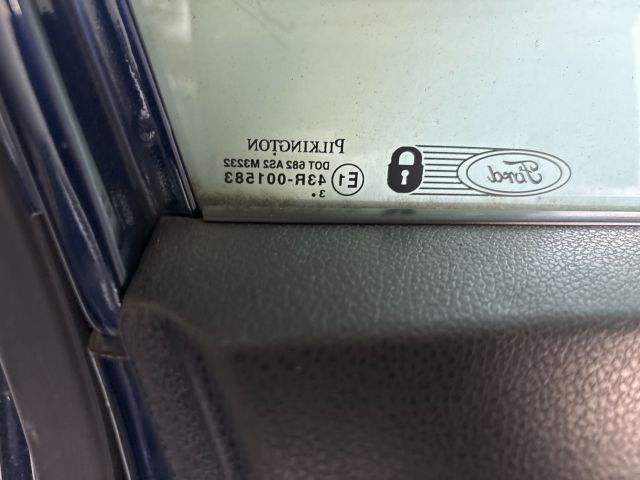 Ford
PILKINGTON
DOT 682 AS2 M3232
E1 43R-001583
3 •